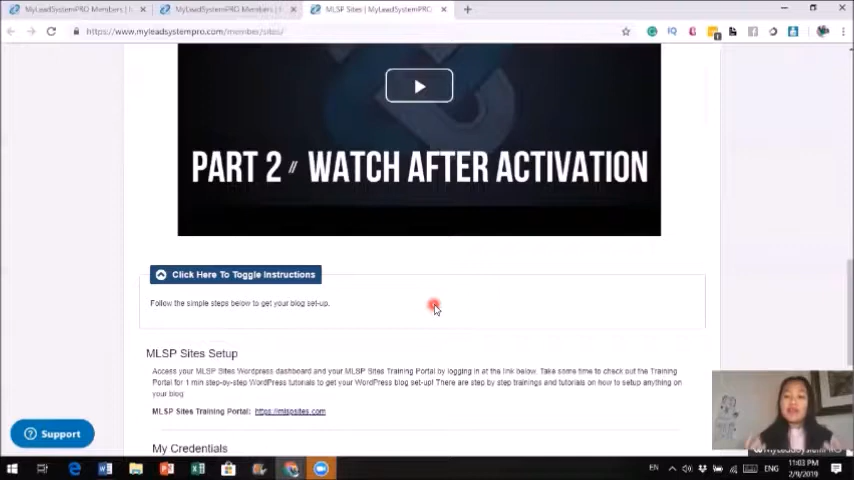 MyLeadSystemPRO Members |
MyLeadSystemPRO Members |
MLSP Sites | MyLeadSystemPRO
https://www.myleadsystempro.com/member/sites/
PART 2 // WATCH AFTER ACTIVATION
Click Here To Toggle Instructions
Follow the simple steps below to get your blog set-up.
MLSP Sites Setup
Access your MLSP Sites Wordpress dashboard and your MLSP Sites Training Portal by logging in at the link below. Take some time to check out the Training
Portal for 1 min step-by-step WordPress tutorials to get your WordPress blog set-up! There are step by step trainings and tutorials on how to setup anything on
your blog.
MLSP Sites Training Portal: https://mlspsites.com
My Credentials
Support
MyLeadSystemPRO
EN
ENG
11:03 PM
2/9/2019